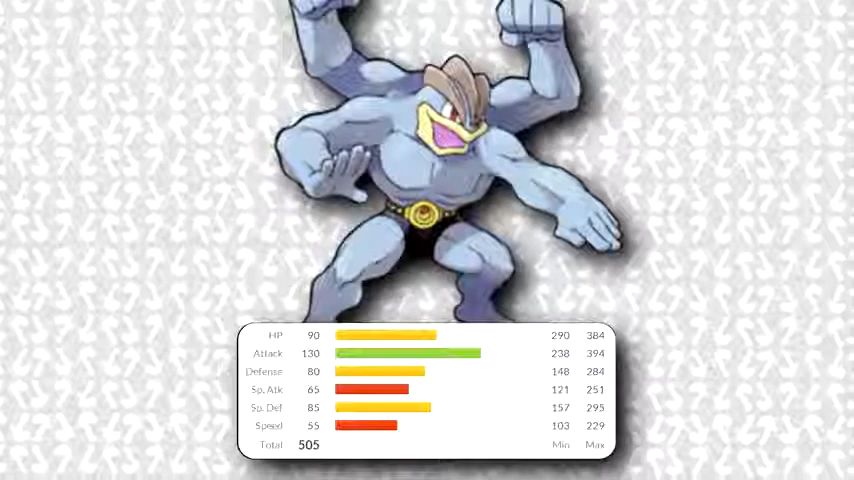 HP 90 290 384
Attack 130 238 394
Defense 80 148 284
Sp. Atk 65 121 251
Sp. Def 85 157 295
Speed 55 103 229
Total 505 Min Max